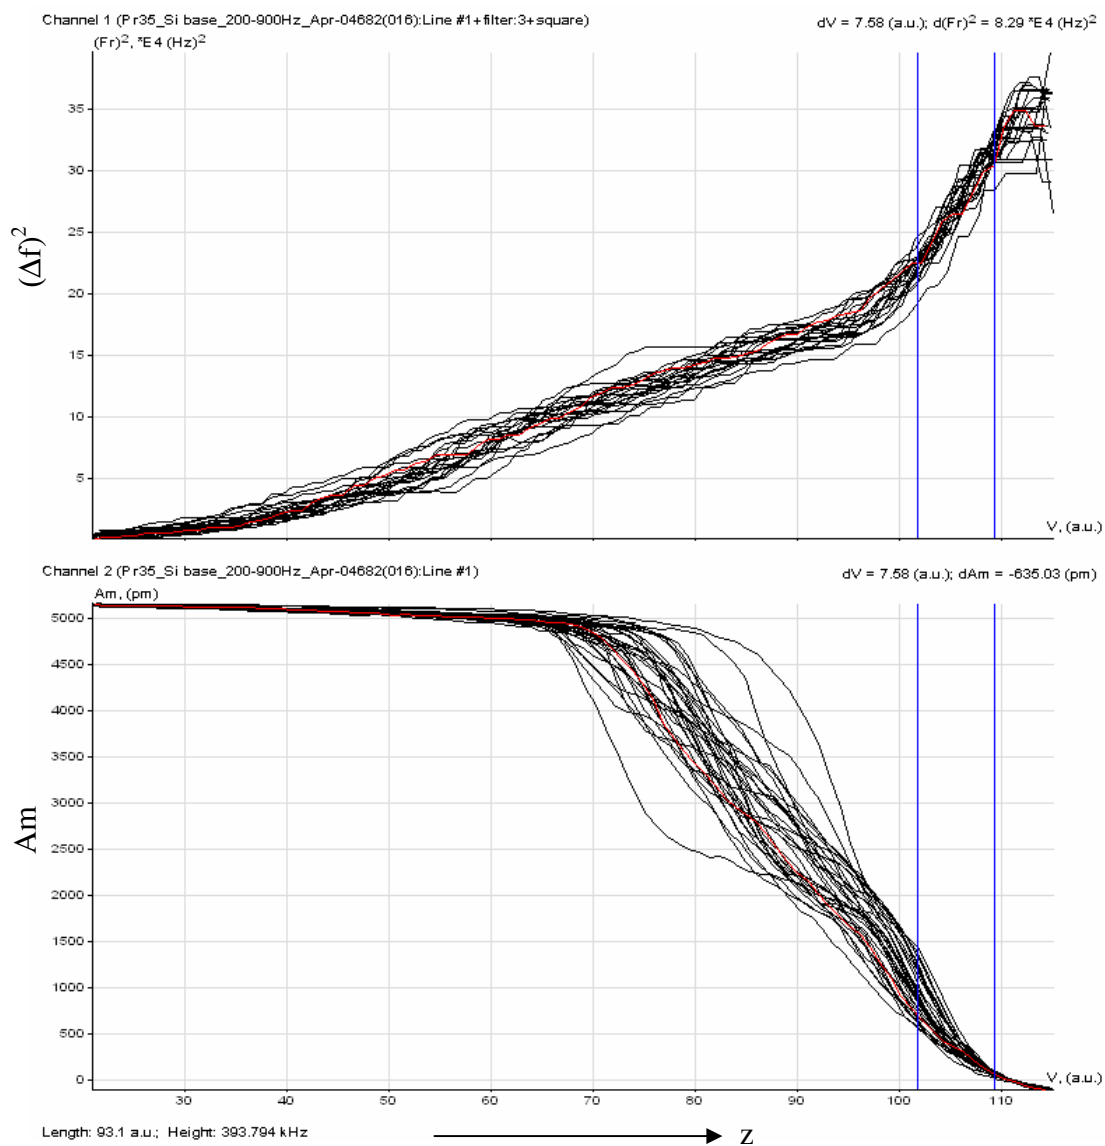 Channel 1 (Pr35_Si base_200-900Hz_Apr-04682(016):Line #1+filter:3+square) dV = 7.58 (a.u.); d(Fr)² = 8.29 *E4 (Hz)²
(Fr)², *E4 (Hz)²
35
30
25
20
15
10
5
(Δf)²
V, (a.u.)
Channel 2 (Pr35_Si base_200-900Hz_Apr-04682(016):Line #1) dV = 7.58 (a.u.); dAm = -635.03 (pm)
Am, (pm)
5000
4500
4000
3500
3000
2500
2000
1500
1000
500
0
Am
V, (a.u.)
30 40 50 60 70 80 90 100 110
Length: 93.1 a.u.; Height: 393.794 kHz
z